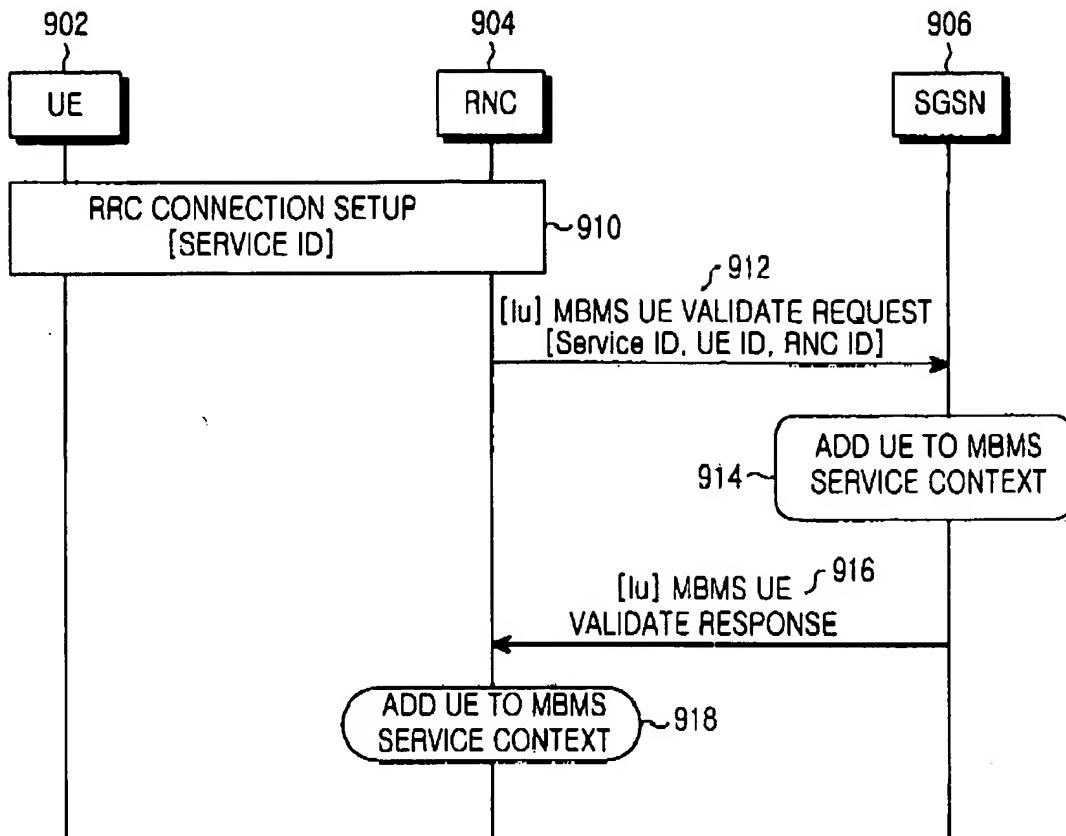 902
904
906
UE
RNC
SGSN
RRC CONNECTION SETUP
[SERVICE ID]
910
912
[Iu] MBMS UE VALIDATE REQUEST
[Service ID, UE ID, RNC ID]
ADD UE TO MBMS
SERVICE CONTEXT
914
[Iu] MBMS UE
916
VALIDATE RESPONSE
ADD UE TO MBMS
SERVICE CONTEXT
918